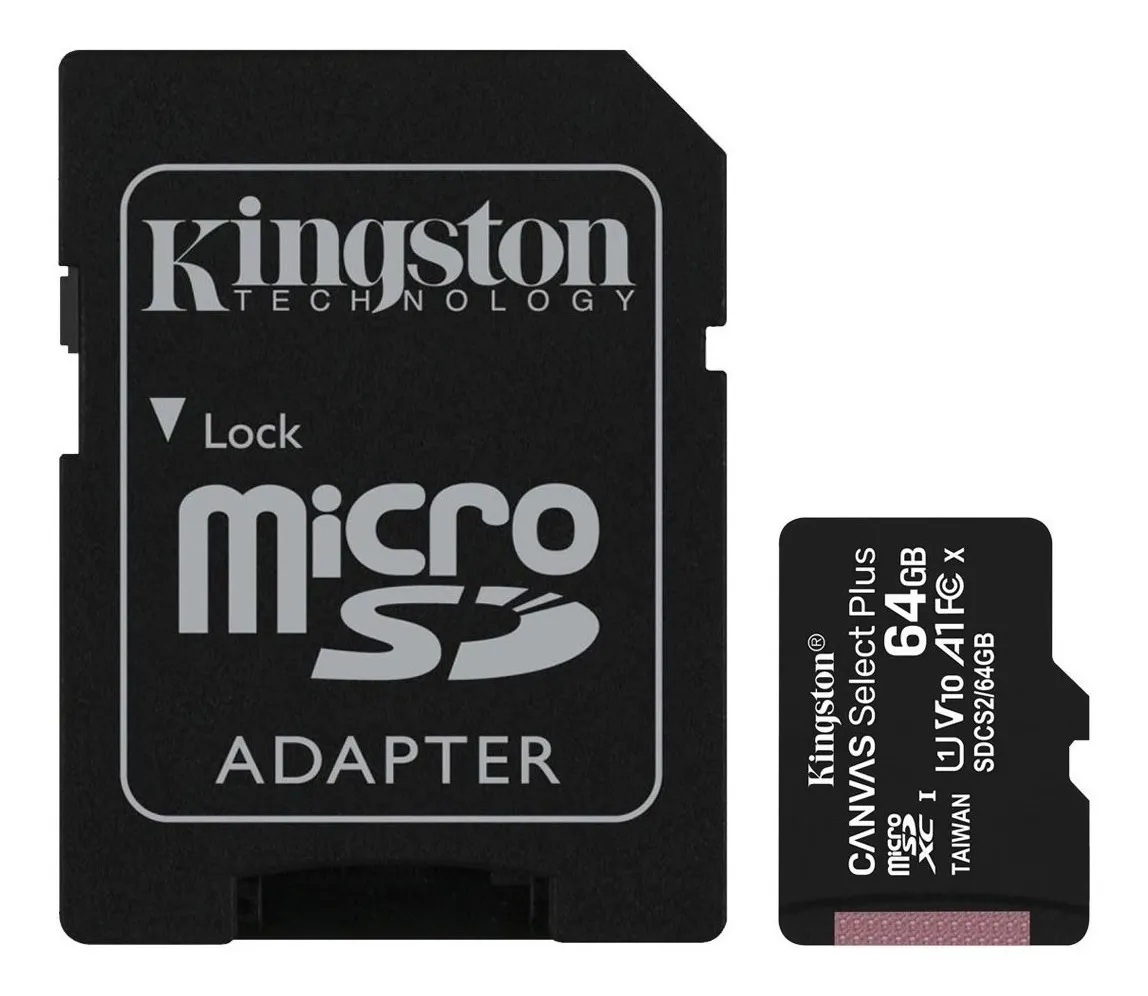 Kingston
TECHNOLOGY
Lock
micro
SD
ADAPTER
Kingston®
CANVAS Select Plus
micro SD XC I
64GB
U1 V10 A1 FC X
SDCS2/64GB
TAIWAN